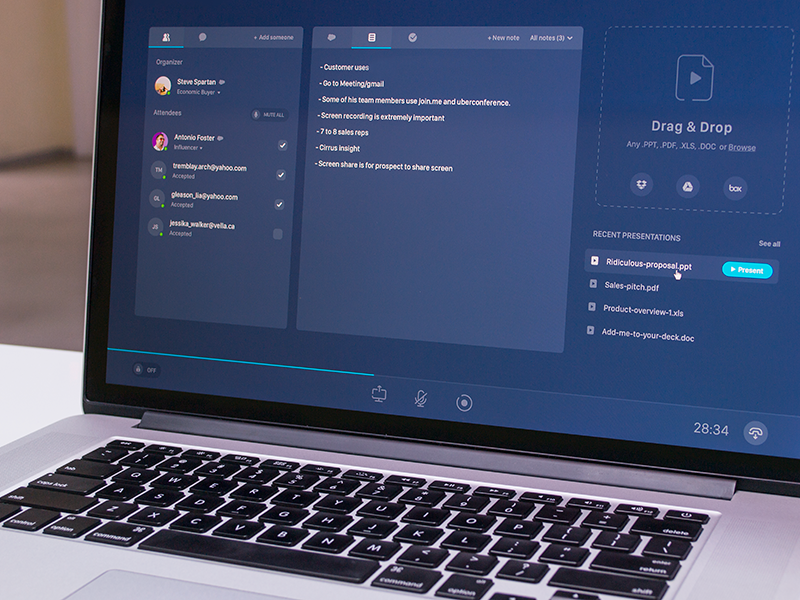 + Add someone
Organizer
Steve Spartan
Economic Buyer
Attendees
MUTE ALL
Antonio Foster
Influencer
TM
tremblay.arch@yahoo.com
Accepted
GL
gleason_lia@yahoo.com
Accepted
JS
jessika_walker@vella.ca
Accepted
+ New note
All notes (3)
- Customer uses
- Go to Meeting/gmail
- Some of his team members use join.me and uberconference.
- Screen recording is extremely important
- 7 to 8 sales reps
- Cirrus insight
- Screen share is for prospect to share screen
Drag & Drop
Any .PPT, .PDF, .XLS, .DOC or Browse
box
RECENT PRESENTATIONS
See all
Ridiculous-proposal.ppt
Present
Sales-pitch.pdf
Product-overview-1.xls
Add-me-to-your-deck.doc
OFF
28:34
esc
tab
Q W E R T Y U I O P
delete
caps lock
A S D F G H J K L
enter
return
shift
Z X C V B N M
shift
control
option
command
command
option